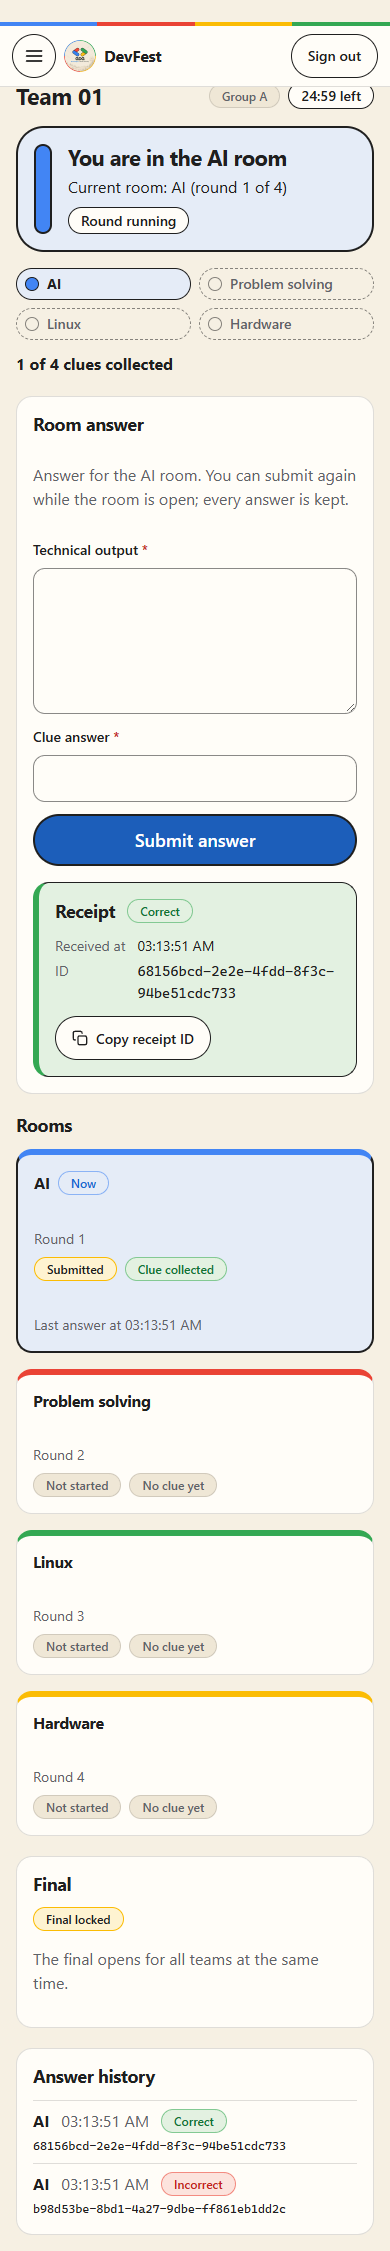 DevFest
Sign out
Team 01
Group A
24:59 left
You are in the AI room
Current room: AI (round 1 of 4)
Round running
AI
Problem solving
Linux
Hardware
1 of 4 clues collected
Room answer
Answer for the AI room. You can submit again
while the room is open; every answer is kept.
Technical output *
Clue answer *
Submit answer
Receipt
Correct
Received at 03:13:51 AM
ID 68156bcd-2e2e-4fdd-8f3c-
94be51cdc733
Copy receipt ID
Rooms
AI
Now
Round 1
Submitted
Clue collected
Last answer at 03:13:51 AM
Problem solving
Round 2
Not started
No clue yet
Linux
Round 3
Not started
No clue yet
Hardware
Round 4
Not started
No clue yet
Final
Final locked
The final opens for all teams at the same
time.
Answer history
AI 03:13:51 AM Correct
68156bcd-2e2e-4fdd-8f3c-94be51cdc733
AI 03:13:51 AM Incorrect
b98d53be-8bd1-4a27-9dbe-ff861eb1dd2c